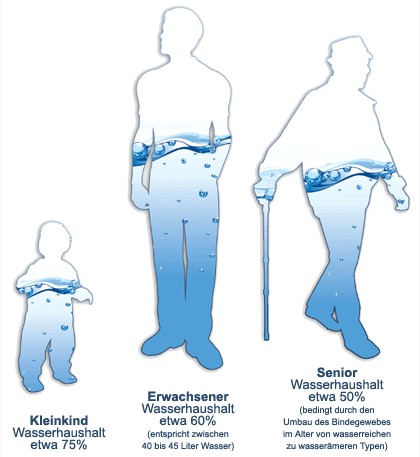 Kleinkind
Wasserhaushalt
etwa 75%
Erwachsener
Wasserhaushalt
etwa 60%
(entspricht zwischen
40 bis 45 Liter Wasser)
Senior
Wasserhaushalt
etwa 50%
(bedingt durch den
Umbau des Bindegewebes
im Alter von wasserreichen
zu wasserämeren Typen)